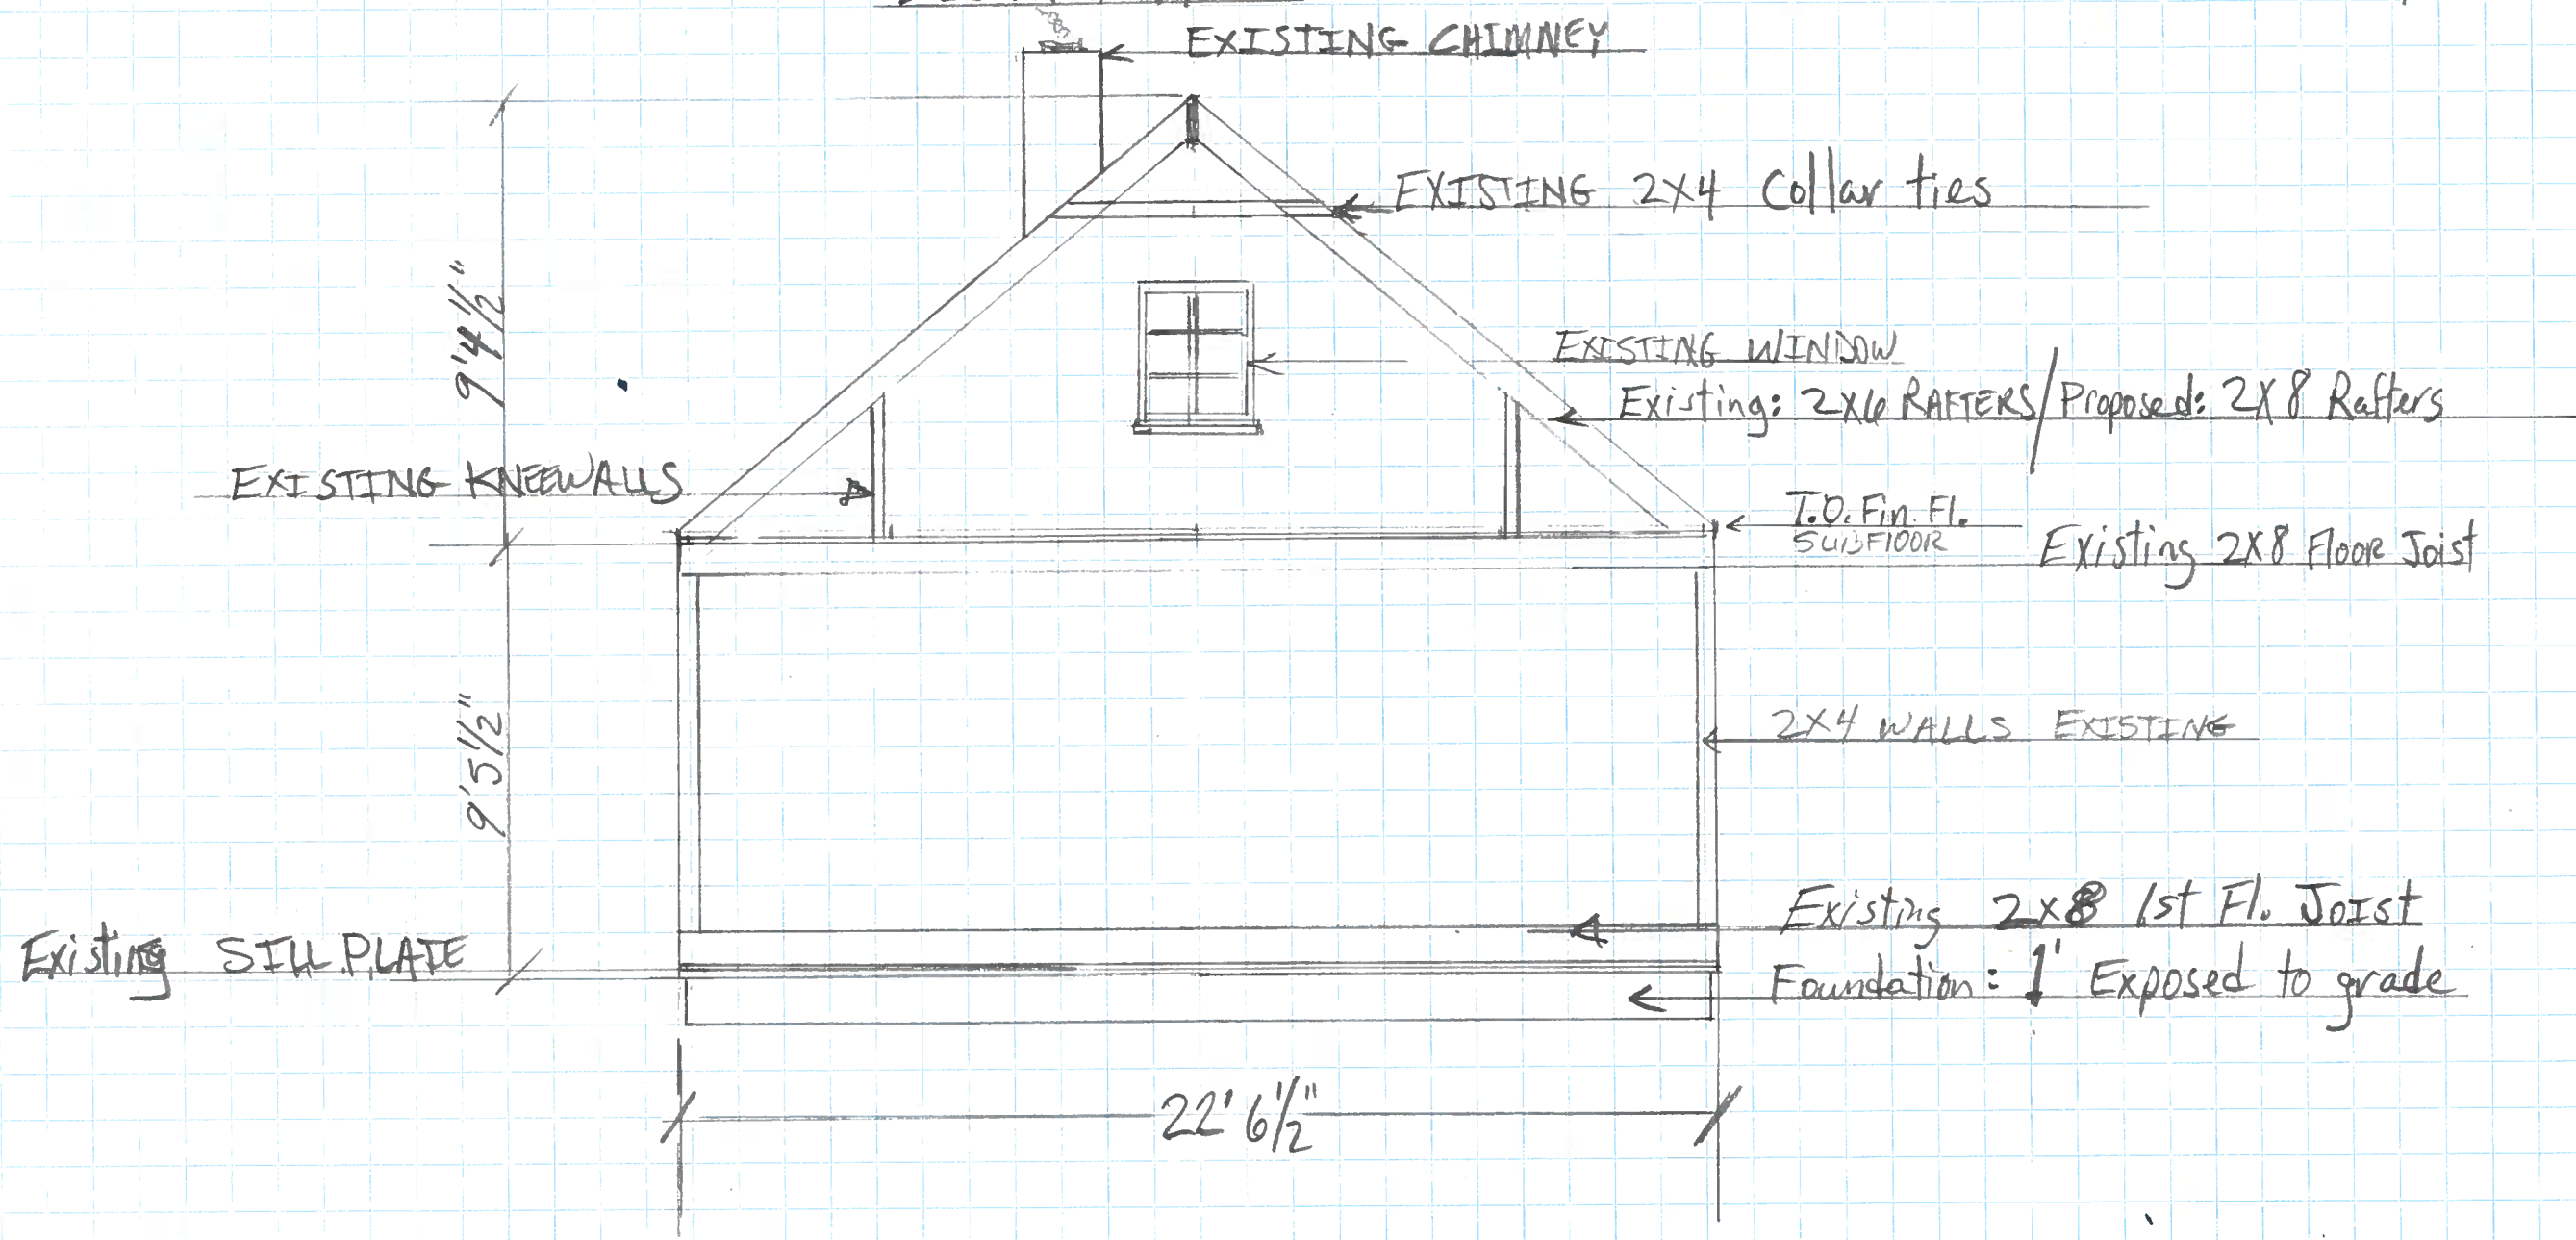 EXISTING CHIMNEY
EXISTING 2X4 Collar ties
9'4½"
EXISTING WINDOW
Existing: 2X6 RAFTERS/Proposed: 2X8 Rafters
EXISTING KNEEWALLS
T.O. Fin. Fl.
SUBFLOOR
Existing 2X8 Floor Joist
9'5½"
2X4 WALLS EXISTING
Existing 2X8 1st Fl. Joist
Existing SILL PLATE
Foundation: 1' Exposed to grade
22'6½"